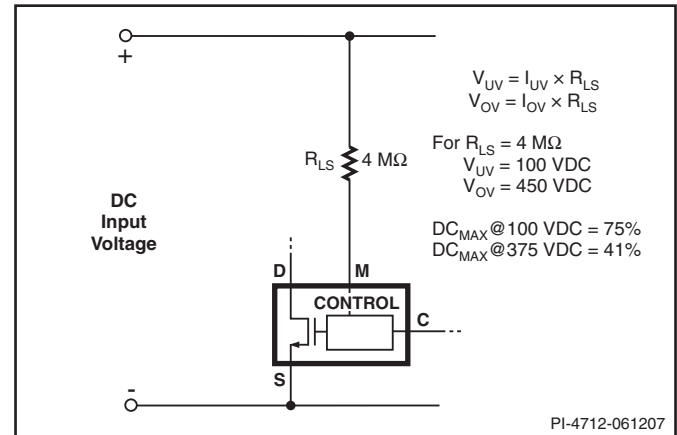 +
V_UV = I_UV × R_LS
V_OV = I_OV × R_LS
For R_LS = 4 MΩ
V_UV = 100 VDC
V_OV = 450 VDC
DC_MAX@100 VDC = 75%
DC_MAX@375 VDC = 41%
R_LS 4 MΩ
DC
Input
Voltage
D M
CONTROL
C
S
-
PI-4712-061207